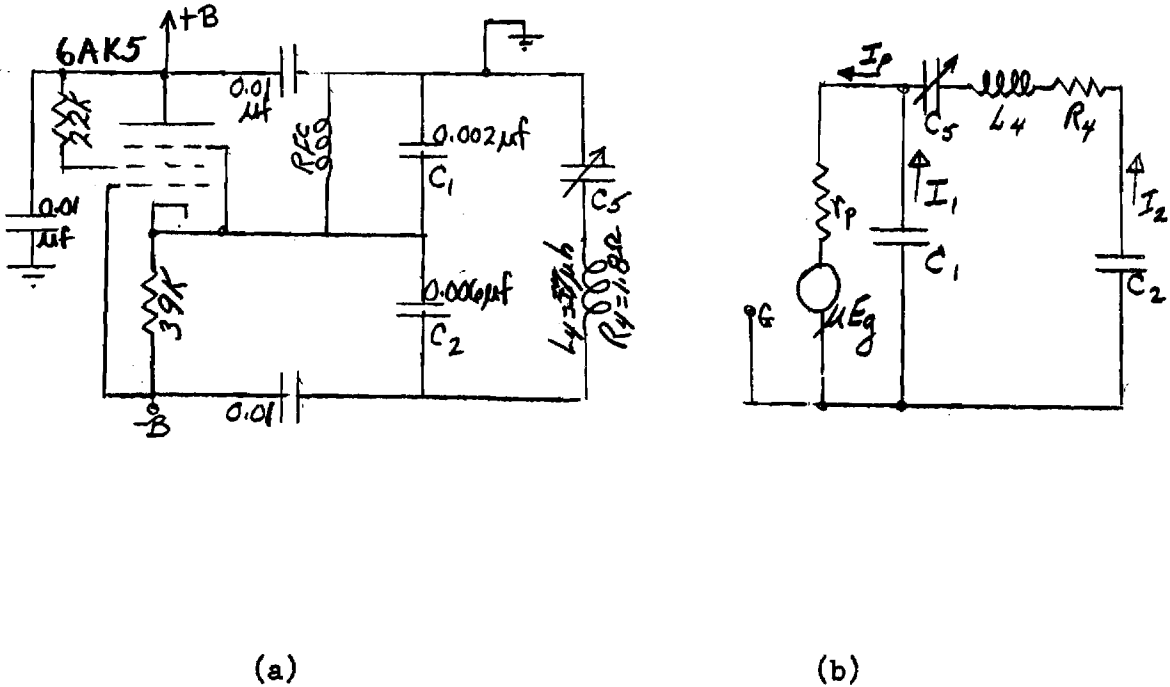 +B
6AK5
0.01 μf
22K
RFC
0.002μf
C1
C5
0.01 μf
39K
0.006μf
C2
R4=1.8Ω
0.01
-B
Ip
C5
L4
R4
I1
I2
rp
C1
C2
G
μEg
(a)
(b)